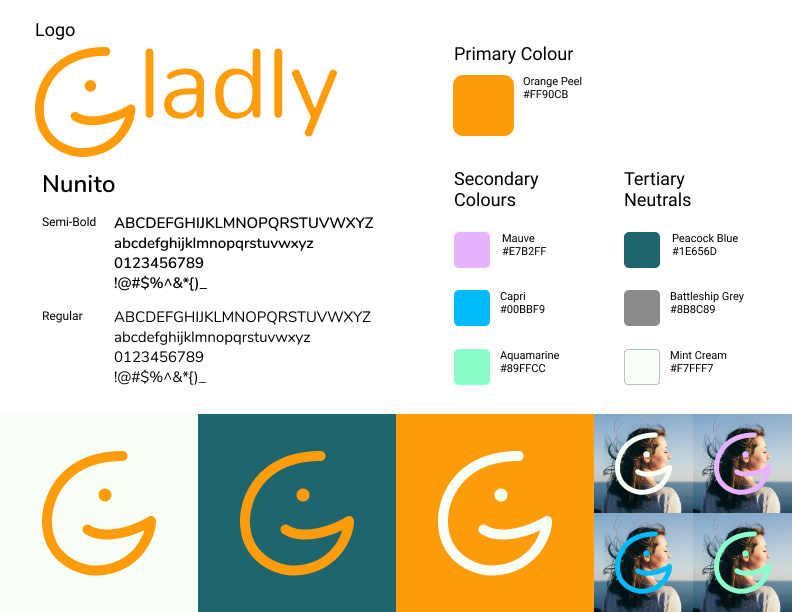 Logo
Gladly
Nunito
Semi-Bold
ABCDEFGHIJKLMNOPQRSTUVWXYZ
abcdefghijklmnopqrstuvwxyz
0123456789
!@#$%^&*{)_
Regular
ABCDEFGHIJKLMNOPQRSTUVWXYZ
abcdefghijklmnopqrstuvwxyz
0123456789
!@#$%^&*{)_
Primary Colour
Orange Peel
#FF90CB
Secondary
Colours
Mauve
#E7B2FF
Capri
#00BBF9
Aquamarine
#89FFCC
Tertiary
Neutrals
Peacock Blue
#1E656D
Battleship Grey
#8B8C89
Mint Cream
#F7FFF7